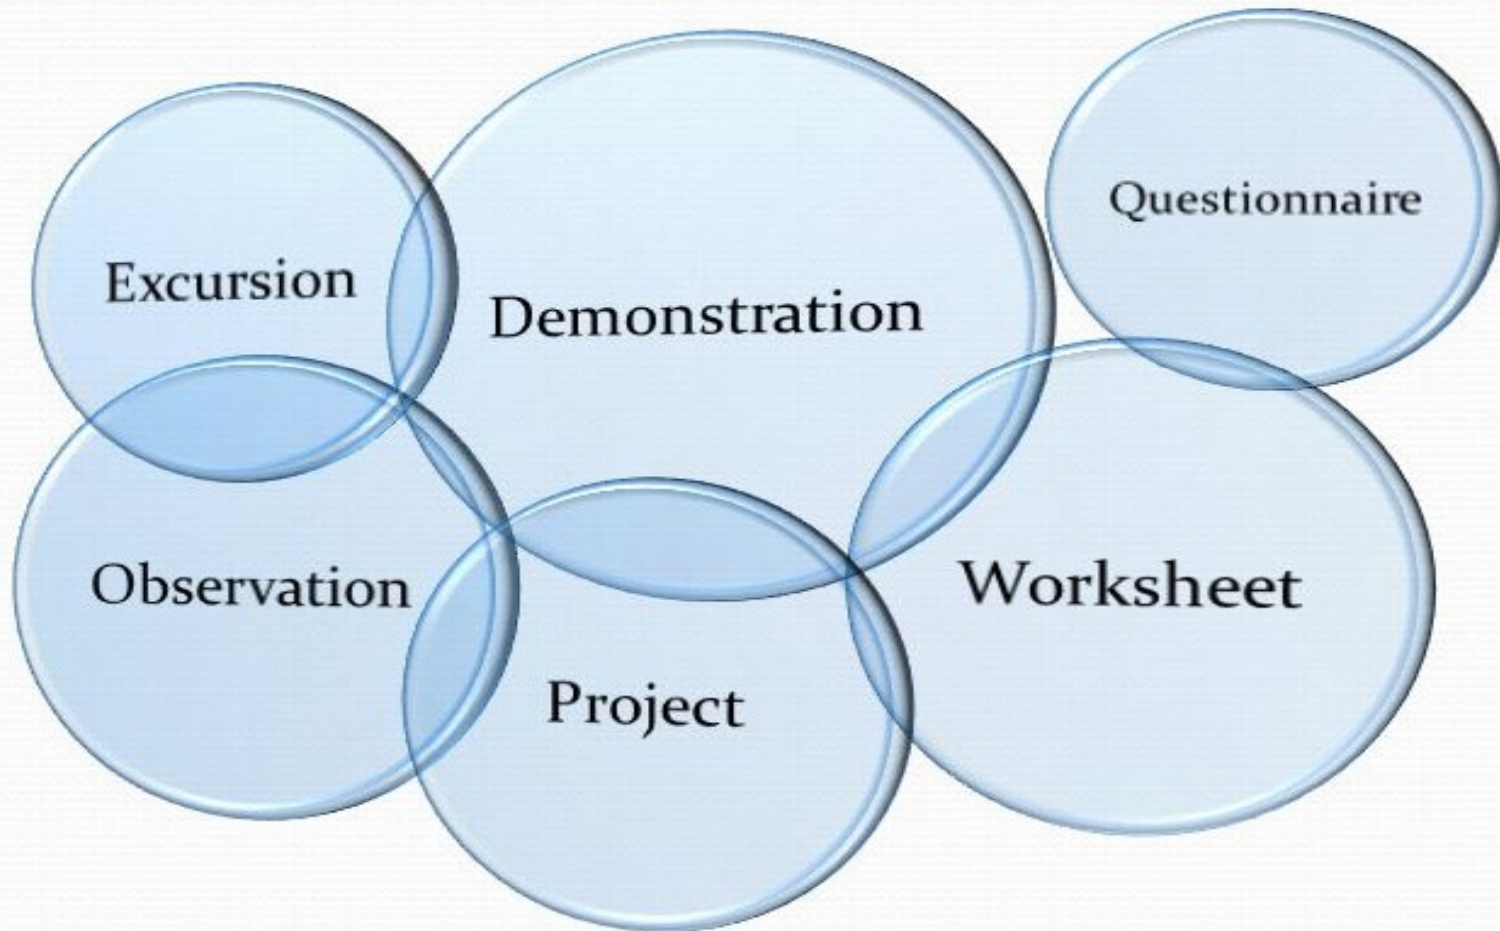 Excursion
Demonstration
Questionnaire
Observation
Project
Worksheet